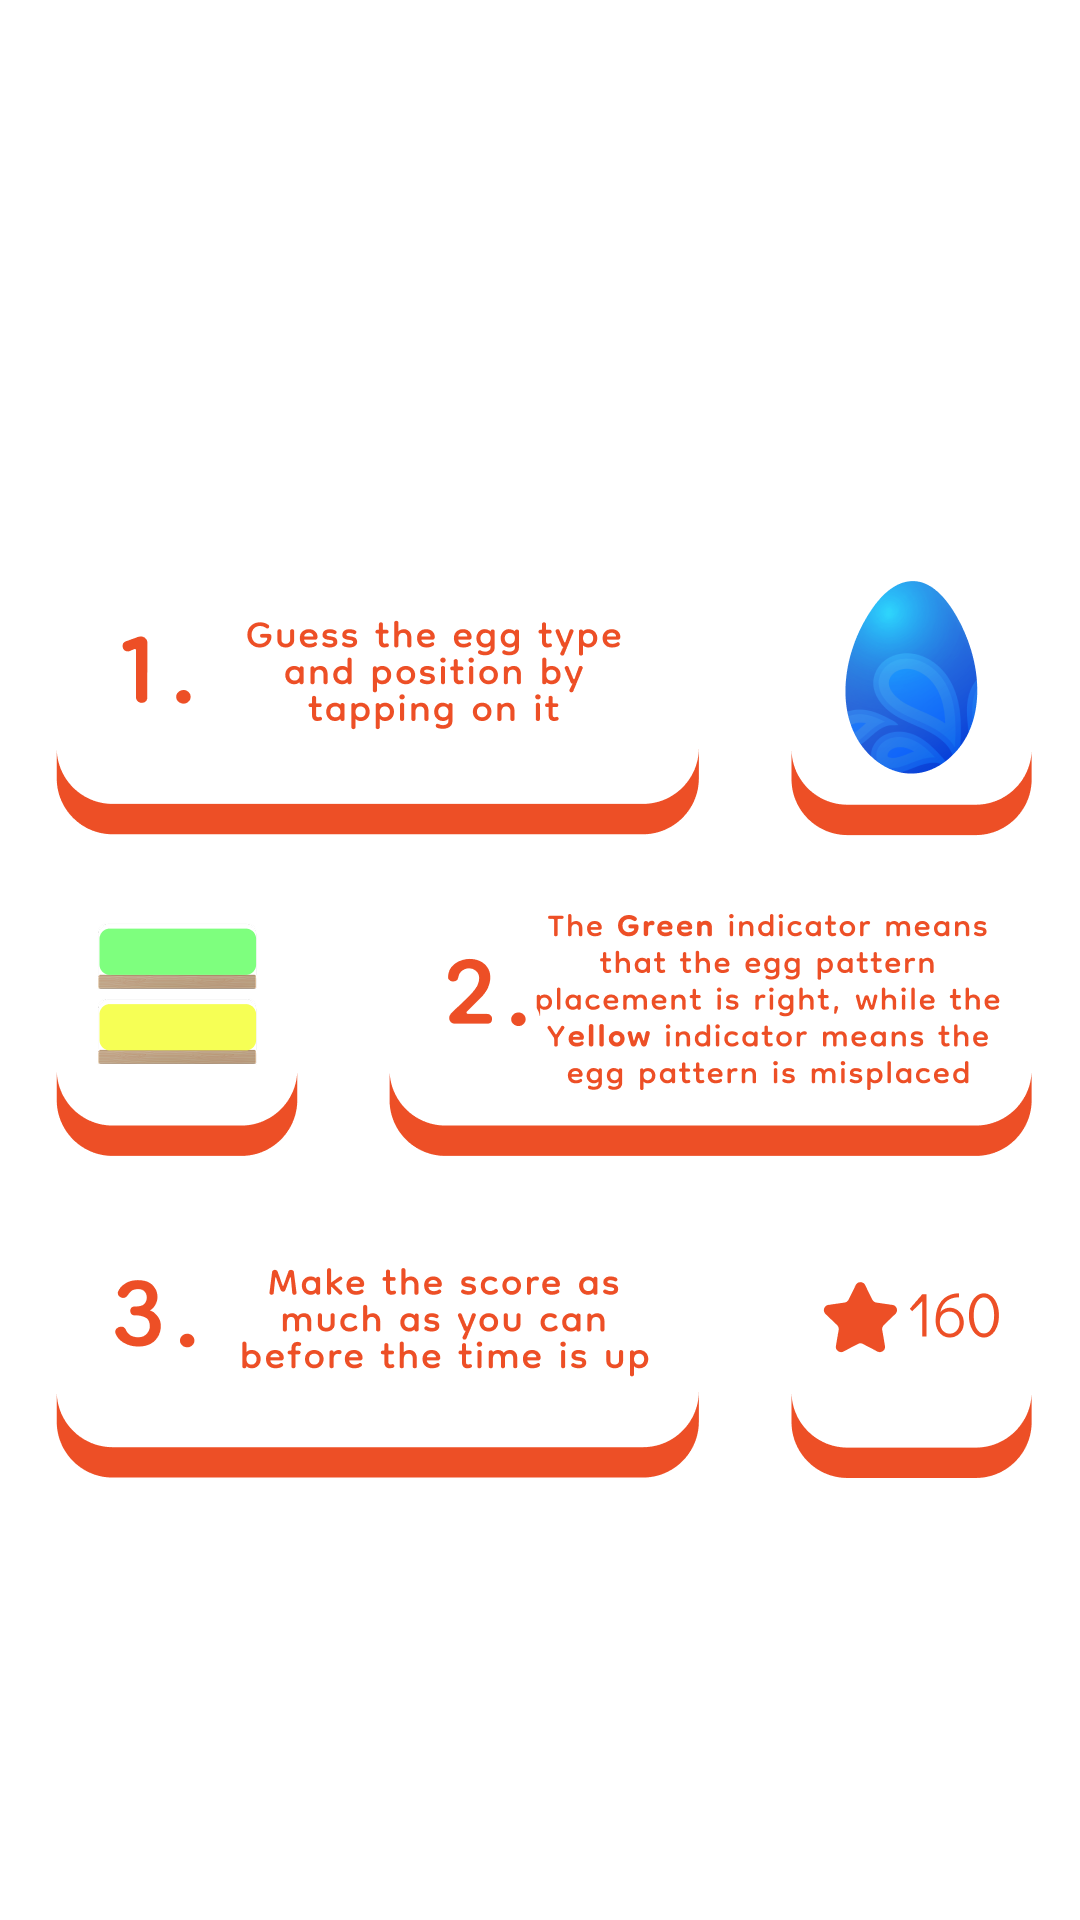 1.
Guess the egg type
and position by
tapping on it
2.
The Green indicator means
that the egg pattern
placement is right, while the
Yellow indicator means the
egg pattern is misplaced
3.
Make the score as
much as you can
before the time is up
160